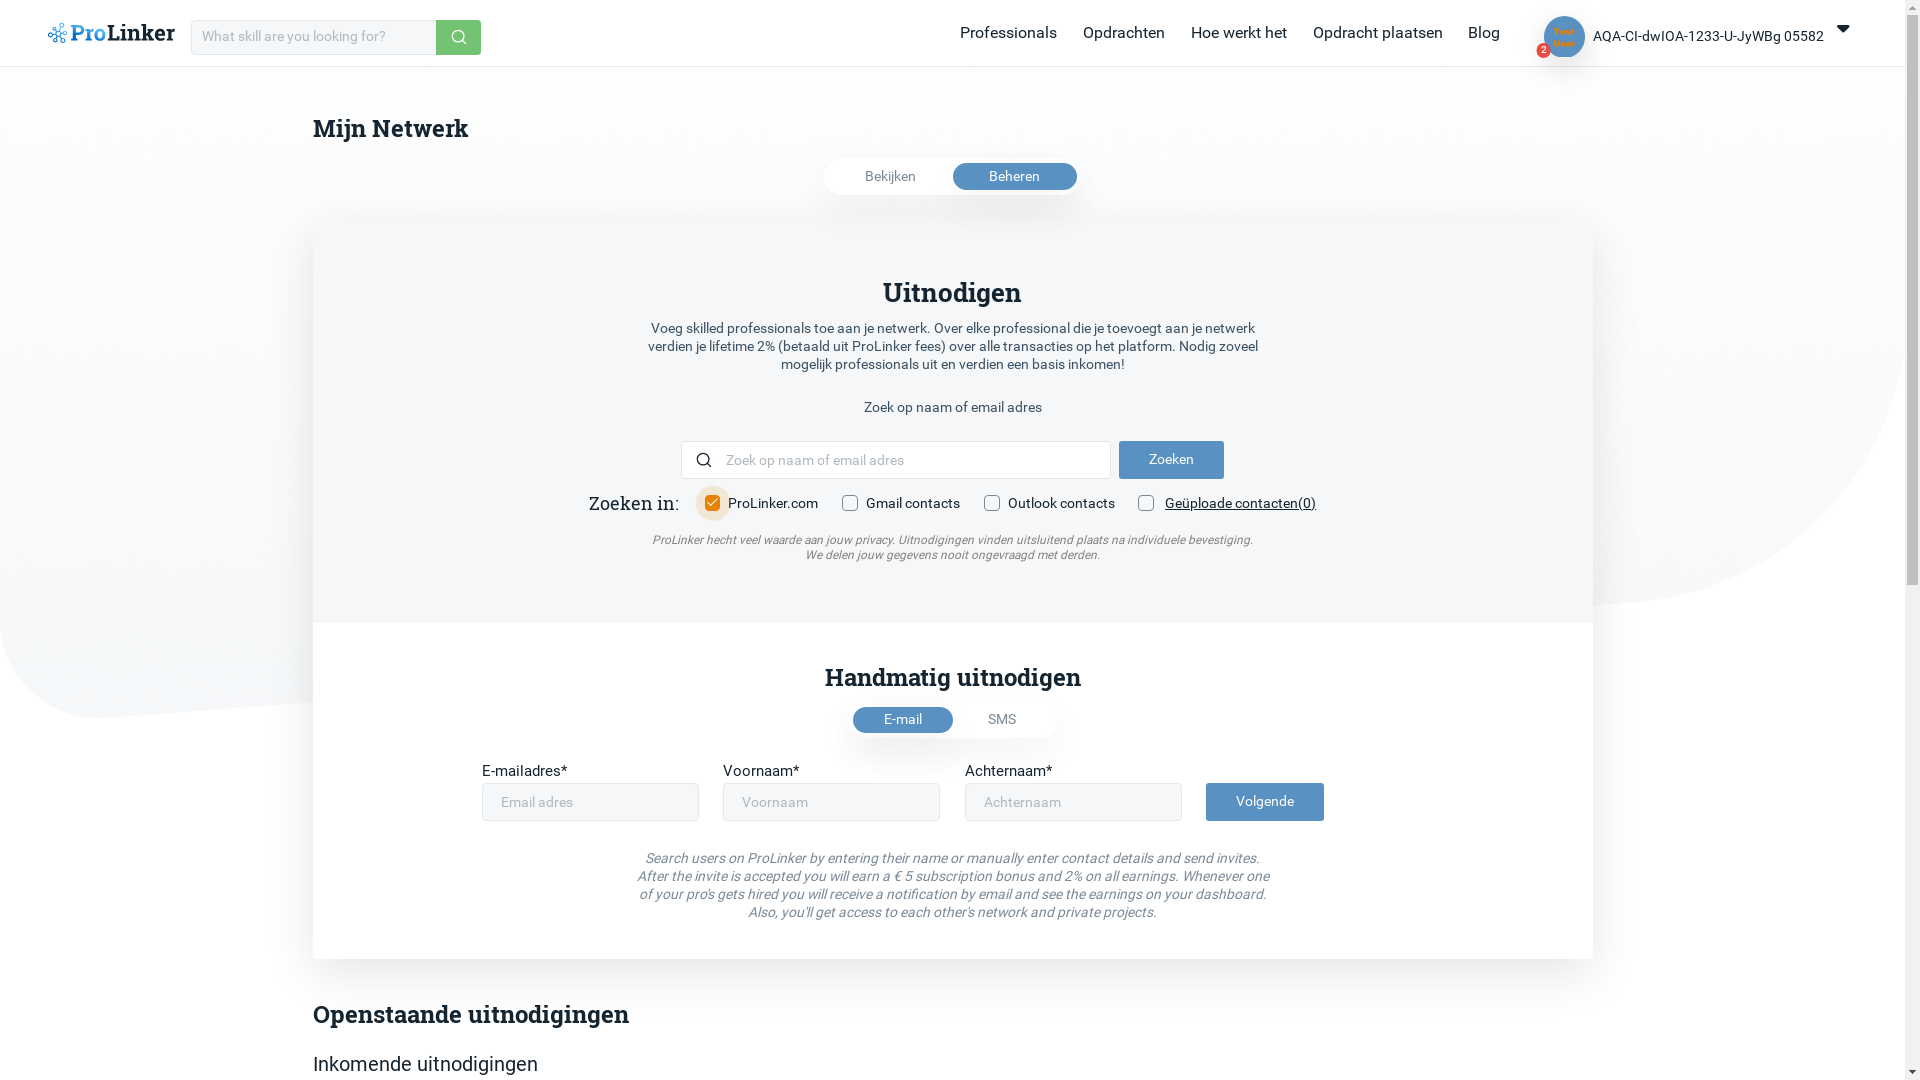 ProLinker
What skill are you looking for?
Professionals
Opdrachten
Hoe werkt het
Opdracht plaatsen
Blog
Test
User
2
AQA-CI-dwIOA-1233-U-JyWBg 05582
Mijn Netwerk
Bekijken
Beheren
Uitnodigen
Voeg skilled professionals toe aan je netwerk. Over elke professional die je toevoegt aan je netwerk
verdien je lifetime 2% (betaald uit ProLinker fees) over alle transacties op het platform. Nodig zoveel
mogelijk professionals uit en verdien een basis inkomen!
Zoek op naam of email adres
Zoek op naam of email adres
Zoeken
Zoeken in:
ProLinker.com
Gmail contacts
Outlook contacts
Geüploade contacten(0)
ProLinker hecht veel waarde aan jouw privacy. Uitnodigingen vinden uitsluitend plaats na individuele bevestiging.
We delen jouw gegevens nooit ongevraagd met derden.
Handmatig uitnodigen
E-mail
SMS
E-mailadres*
Voornaam*
Achternaam*
Email adres
Voornaam
Achternaam
Volgende
Search users on ProLinker by entering their name or manually enter contact details and send invites.
After the invite is accepted you will earn a € 5 subscription bonus and 2% on all earnings. Whenever one
of your pro's gets hired you will receive a notification by email and see the earnings on your dashboard.
Also, you'll get access to each other's network and private projects.
Openstaande uitnodigingen
Inkomende uitnodigingen